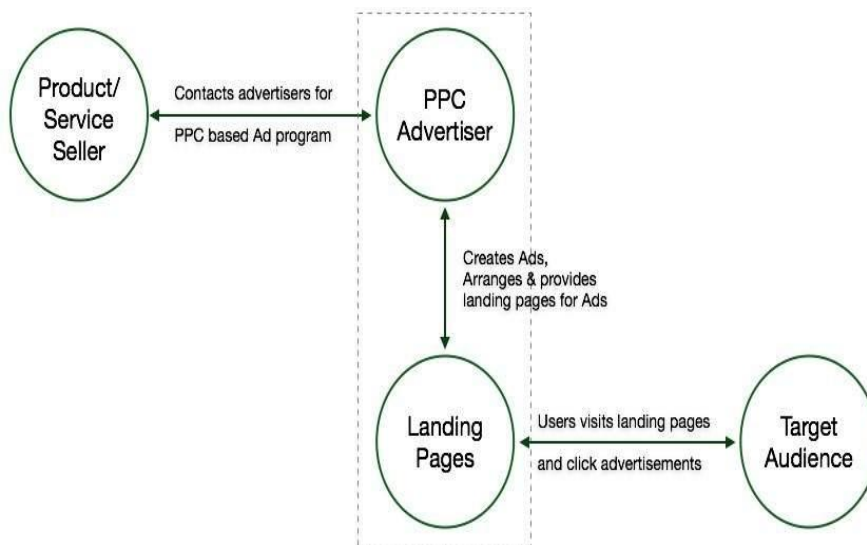 Product/
Service
Seller
Contacts advertisers for
PPC based Ad program
PPC
Advertiser
Creates Ads,
Arranges & provides
landing pages for Ads
Landing
Pages
Users visits landing pages
and click advertisements
Target
Audience